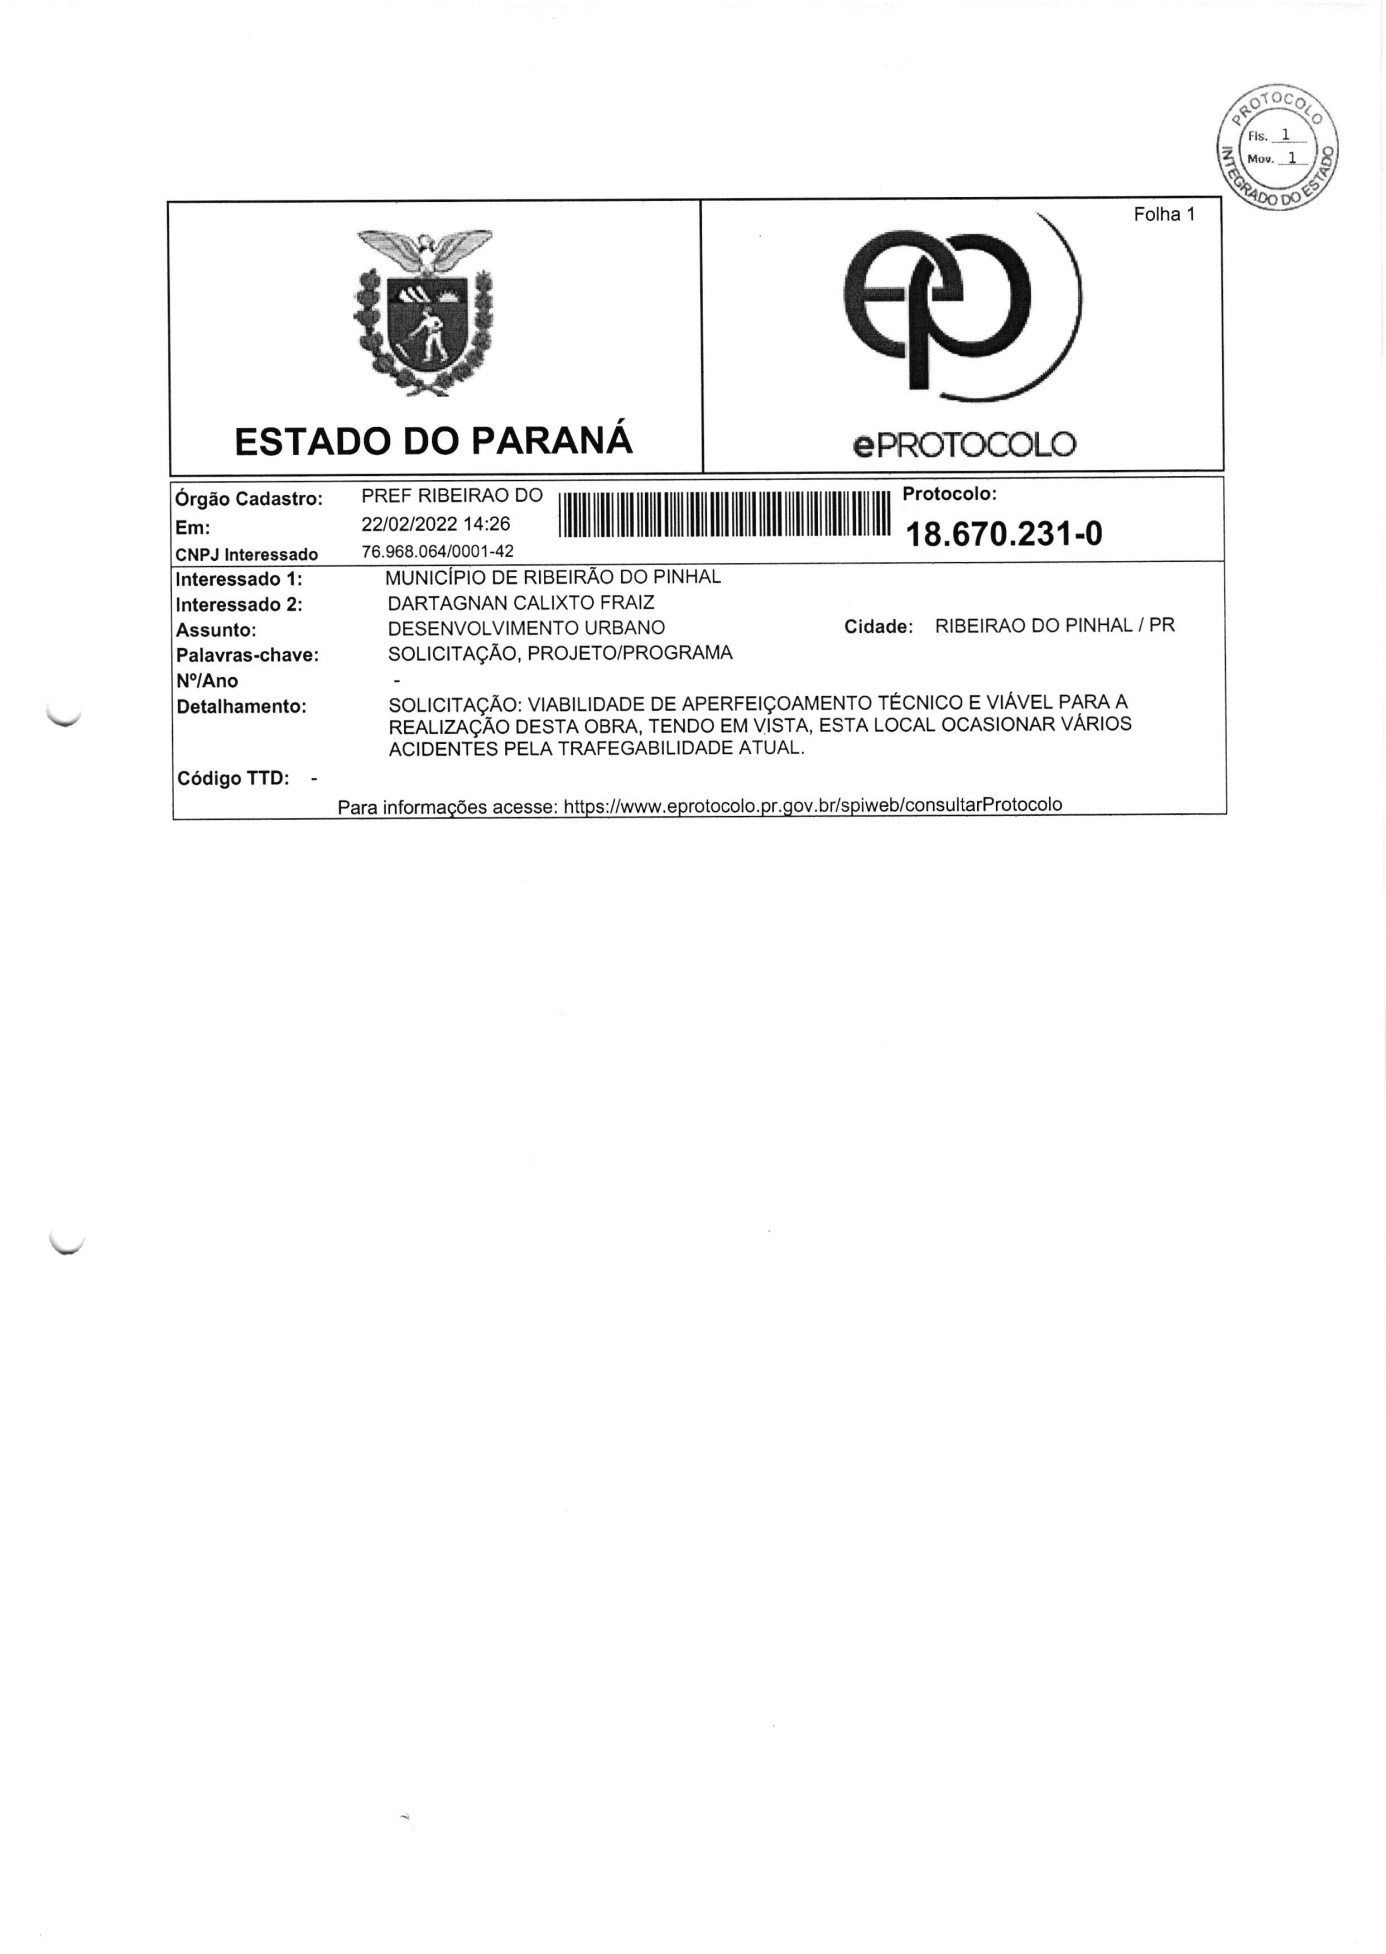 PROTOCOLO
Fls. 1
Mov. 1
INTEGRADO DO ESTADO
Folha 1
ep
ESTADO DO PARANÁ
ePROTOCOLO
Órgão Cadastro: PREF RIBEIRAO DO Protocolo:
Em: 22/02/2022 14:26 18.670.231-0
CNPJ Interessado 76.968.064/0001-42
Interessado 1: MUNICÍPIO DE RIBEIRÃO DO PINHAL
Interessado 2: DARTAGNAN CALIXTO FRAIZ
Assunto: DESENVOLVIMENTO URBANO Cidade: RIBEIRAO DO PINHAL / PR
Palavras-chave: SOLICITAÇÃO, PROJETO/PROGRAMA
Nº/Ano -
Detalhamento: SOLICITAÇÃO: VIABILIDADE DE APERFEIÇOAMENTO TÉCNICO E VIÁVEL PARA A
REALIZAÇÃO DESTA OBRA, TENDO EM VISTA, ESTA LOCAL OCASIONAR VÁRIOS
ACIDENTES PELA TRAFEGABILIDADE ATUAL.
Código TTD: -
Para informações acesse: https://www.eprotocolo.pr.gov.br/spiweb/consultarProtocolo